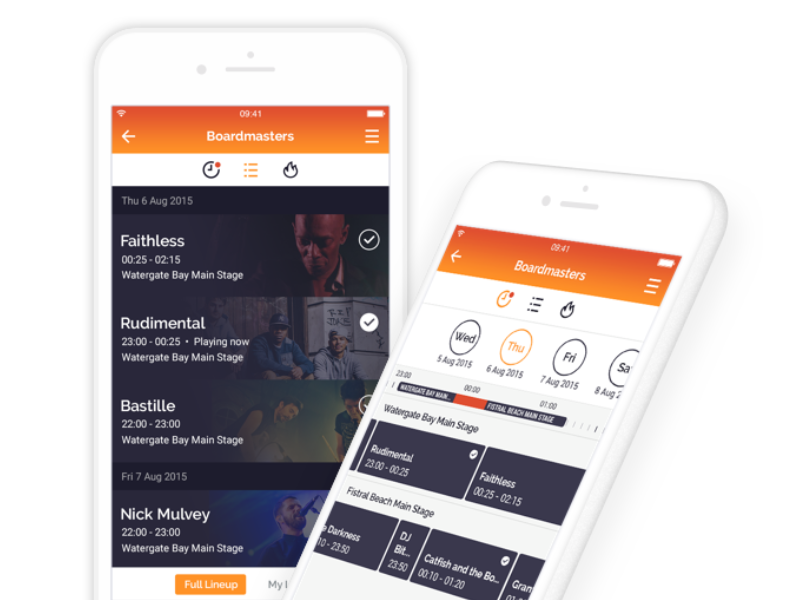 09:41
Boardmasters
Thu 6 Aug 2015
Faithless
00:25 - 02:15
Watergate Bay Main Stage
Rudimental
23:00 - 00:25 • Playing now
Watergate Bay Main Stage
Bastille
22:00 - 23:00
Watergate Bay Main Stage
Fri 7 Aug 2015
Nick Mulvey
22:00 - 23:00
Watergate Bay Main Stage
Full Lineup
My
09:41
Boardmasters
Wed
Thu
Fri
Sa
5 Aug 2015
6 Aug 2015
7 Aug 2015
8 Aug 2
23:00
00:00
01:00
WATERGATE BAY MAIN...
FISTRAL BEACH MAIN STAGE
Watergate Bay Main Stage
Rudimental
23:00 - 00:25
Faithless
00:25 - 02:15
Fistral Beach Main Stage
e Darkness
10 - 23:50
DJ
Bit...
23:50
Catfish and the Bo...
00:10 - 01:20
Gran
00: